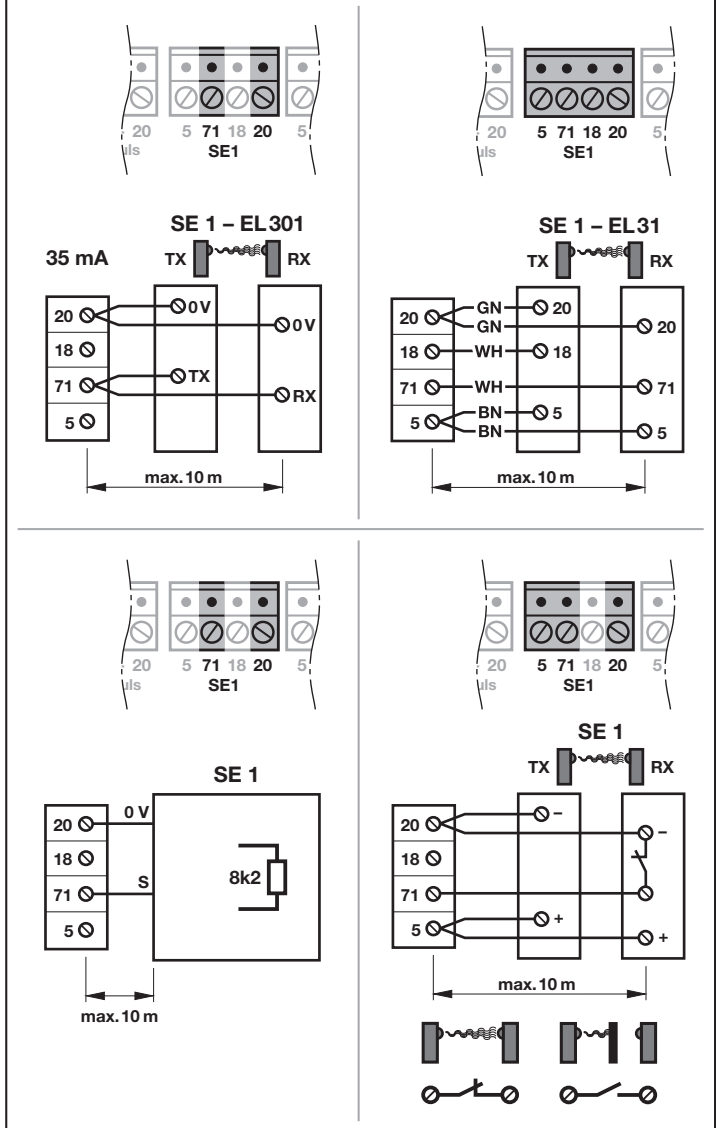 20 5 71 18 20 5
uls SE1
SE 1 – EL301
35 mA TX RX
20 0V
0V
18
71 TX
RX
5
max. 10 m
20 5 71 18 20 5
uls SE1
SE 1 – EL31
TX RX
20 GN 20
GN 20
18 WH 18
71 WH 71
5 BN 5
BN 5
max. 10 m
20 5 71 18 20 5
uls SE1
SE 1
0 V
20
18
8k2
S
71
5
max. 10 m
20 5 71 18 20 5
uls SE1
SE 1
TX RX
20 –
–
18
71
5 +
+
max. 10 m